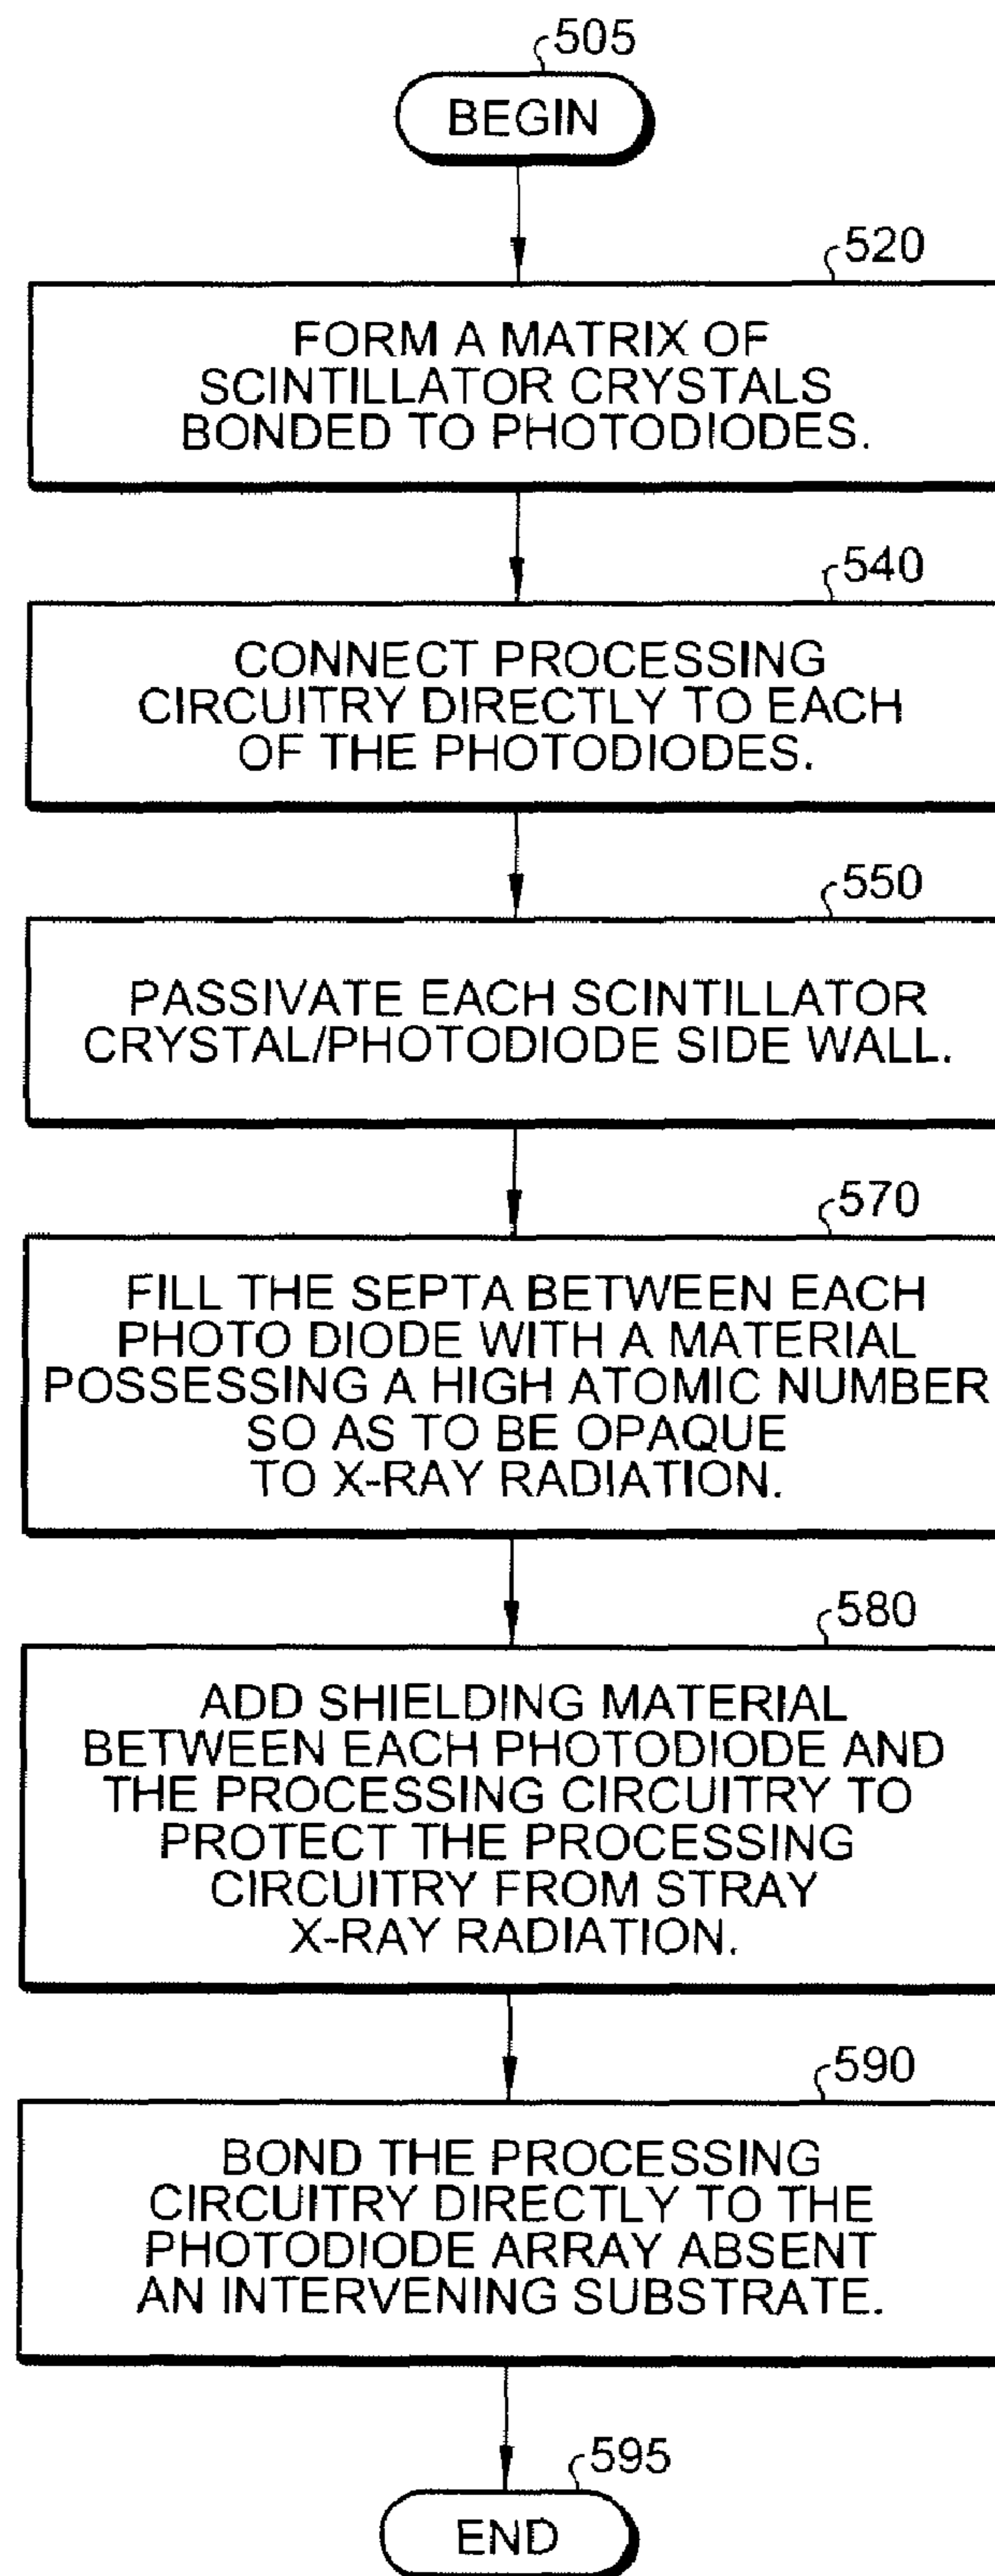 505
BEGIN
520
FORM A MATRIX OF
SCINTILLATOR CRYSTALS
BONDED TO PHOTODIODES.
540
CONNECT PROCESSING
CIRCUITRY DIRECTLY TO EACH
OF THE PHOTODIODES.
550
PASSIVATE EACH SCINTILLATOR
CRYSTAL/PHOTODIODE SIDE WALL.
570
FILL THE SEPTA BETWEEN EACH
PHOTO DIODE WITH A MATERIAL
POSSESSING A HIGH ATOMIC NUMBER
SO AS TO BE OPAQUE
TO X-RAY RADIATION.
580
ADD SHIELDING MATERIAL
BETWEEN EACH PHOTODIODE AND
THE PROCESSING CIRCUITRY TO
PROTECT THE PROCESSING
CIRCUITRY FROM STRAY
X-RAY RADIATION.
590
BOND THE PROCESSING
CIRCUITRY DIRECTLY TO THE
PHOTODIODE ARRAY ABSENT
AN INTERVENING SUBSTRATE.
595
END